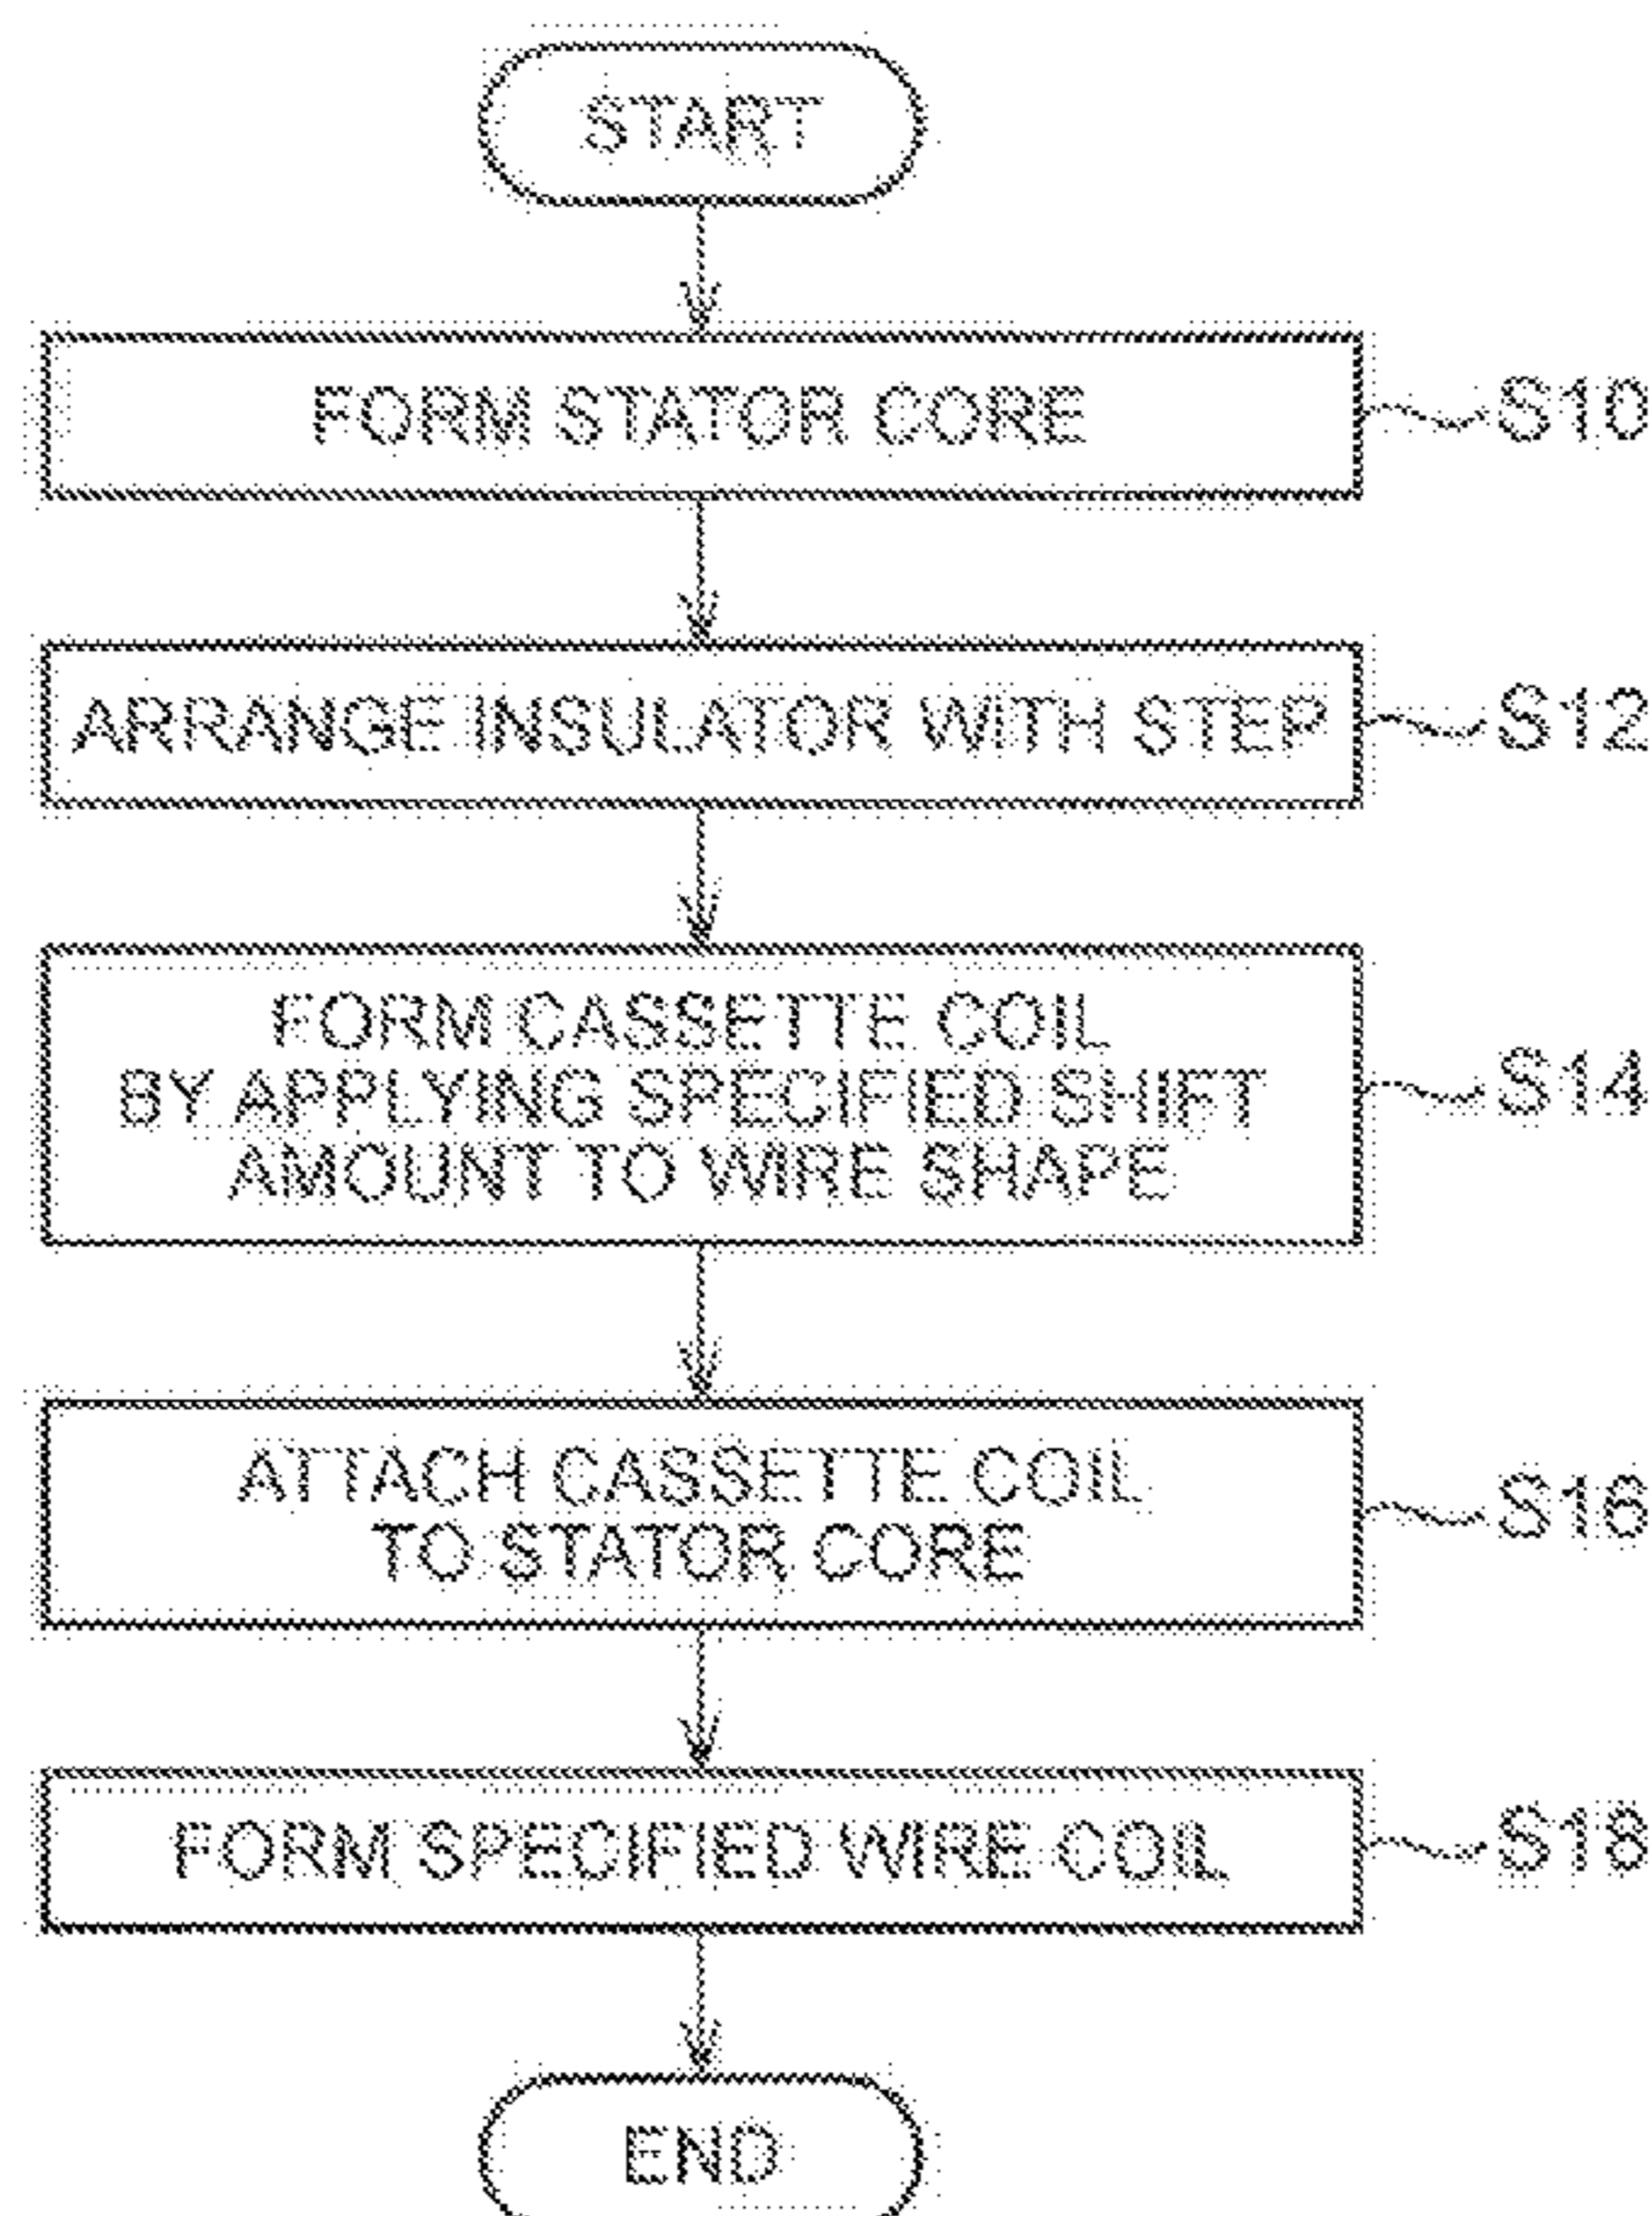 START
FORM STATOR CORE
S10
ARRANGE INSULATOR WITH STEP
S12
FORM CASSETTE COIL
BY APPLYING SPECIFIED SHIFT
AMOUNT TO WIRE SHAPE
S14
ATTACH CASSETTE COIL
TO STATOR CORE
S16
FORM SPECIFIED WIRE COIL
S18
END